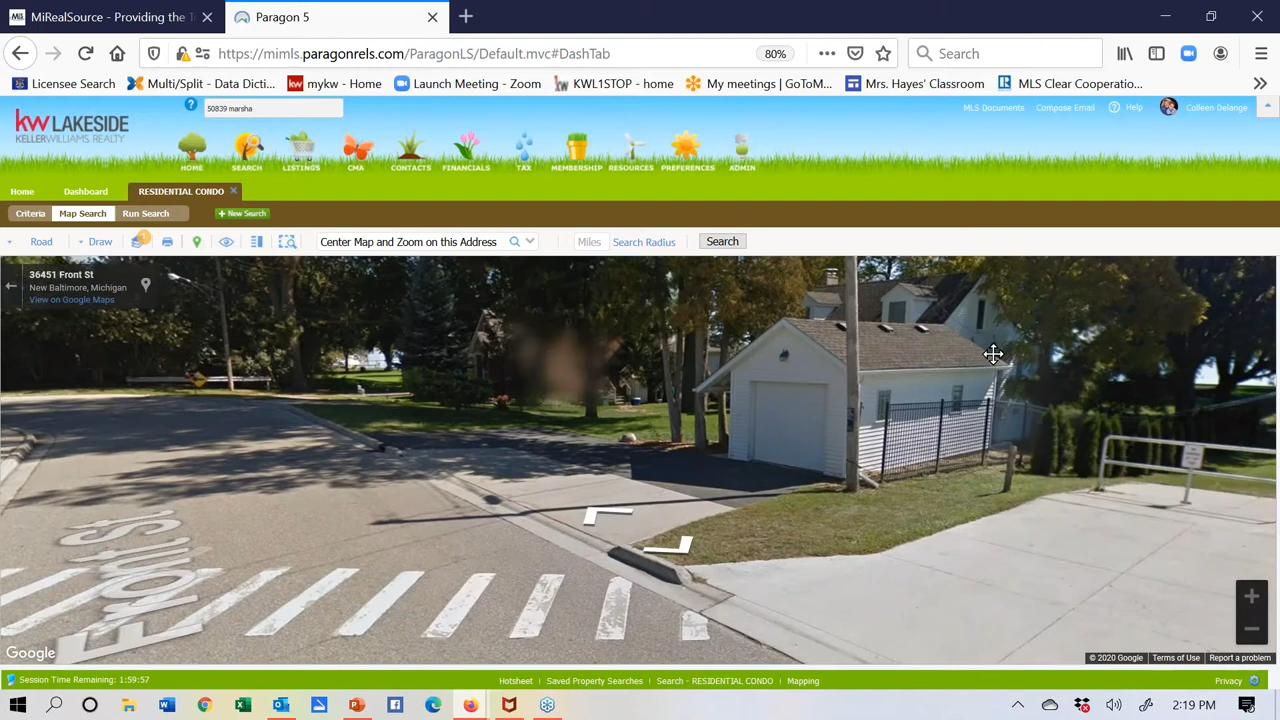 MiRealSource - Providing the T
Paragon 5
https://mimls.paragonrels.com/ParagonLS/Default.mvc#DashTab
80%
Search
Licensee Search
Multi/Split - Data Dicti...
mykw - Home
Launch Meeting - Zoom
KWL1STOP - home
My meetings | GoToM...
Mrs. Hayes' Classroom
MLS Clear Cooperatio...
kw LAKESIDE
KELLERWILLIAMS REALTY
50839 marsha
MLS Documents
Compose Email
Help
Colleen Delange
HOME
SEARCH
LISTINGS
CMA
CONTACTS
FINANCIALS
TAX
MEMBERSHIP
RESOURCES
PREFERENCES
ADMIN
Home
Dashboard
RESIDENTIAL CONDO
Criteria
Map Search
Run Search
+ New Search
Road
Draw
1
Center Map and Zoom on this Address
Miles
Search Radius
Search
36451 Front St
New Baltimore, Michigan
View on Google Maps
Front St
Google
© 2020 Google
Terms of Use
Report a problem
Session Time Remaining: 1:59:57
Hotsheet
Saved Property Searches
Search - RESIDENTIAL CONDO
Mapping
Privacy
2:19 PM